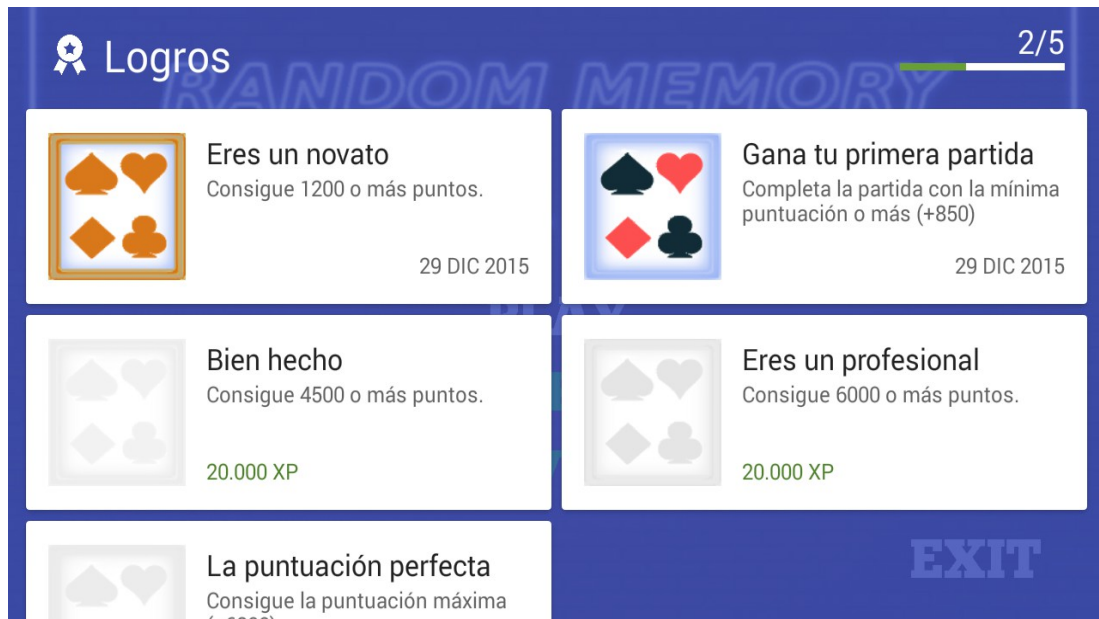 Logros
2/5
RANDOM MEMORY
Eres un novato
Consigue 1200 o más puntos.
29 DIC 2015
Gana tu primera partida
Completa la partida con la mínima
puntuación o más (+850)
29 DIC 2015
PLAY
Bien hecho
Consigue 4500 o más puntos.
20.000 XP
Eres un profesional
Consigue 6000 o más puntos.
20.000 XP
La puntuación perfecta
Consigue la puntuación máxima
EXIT